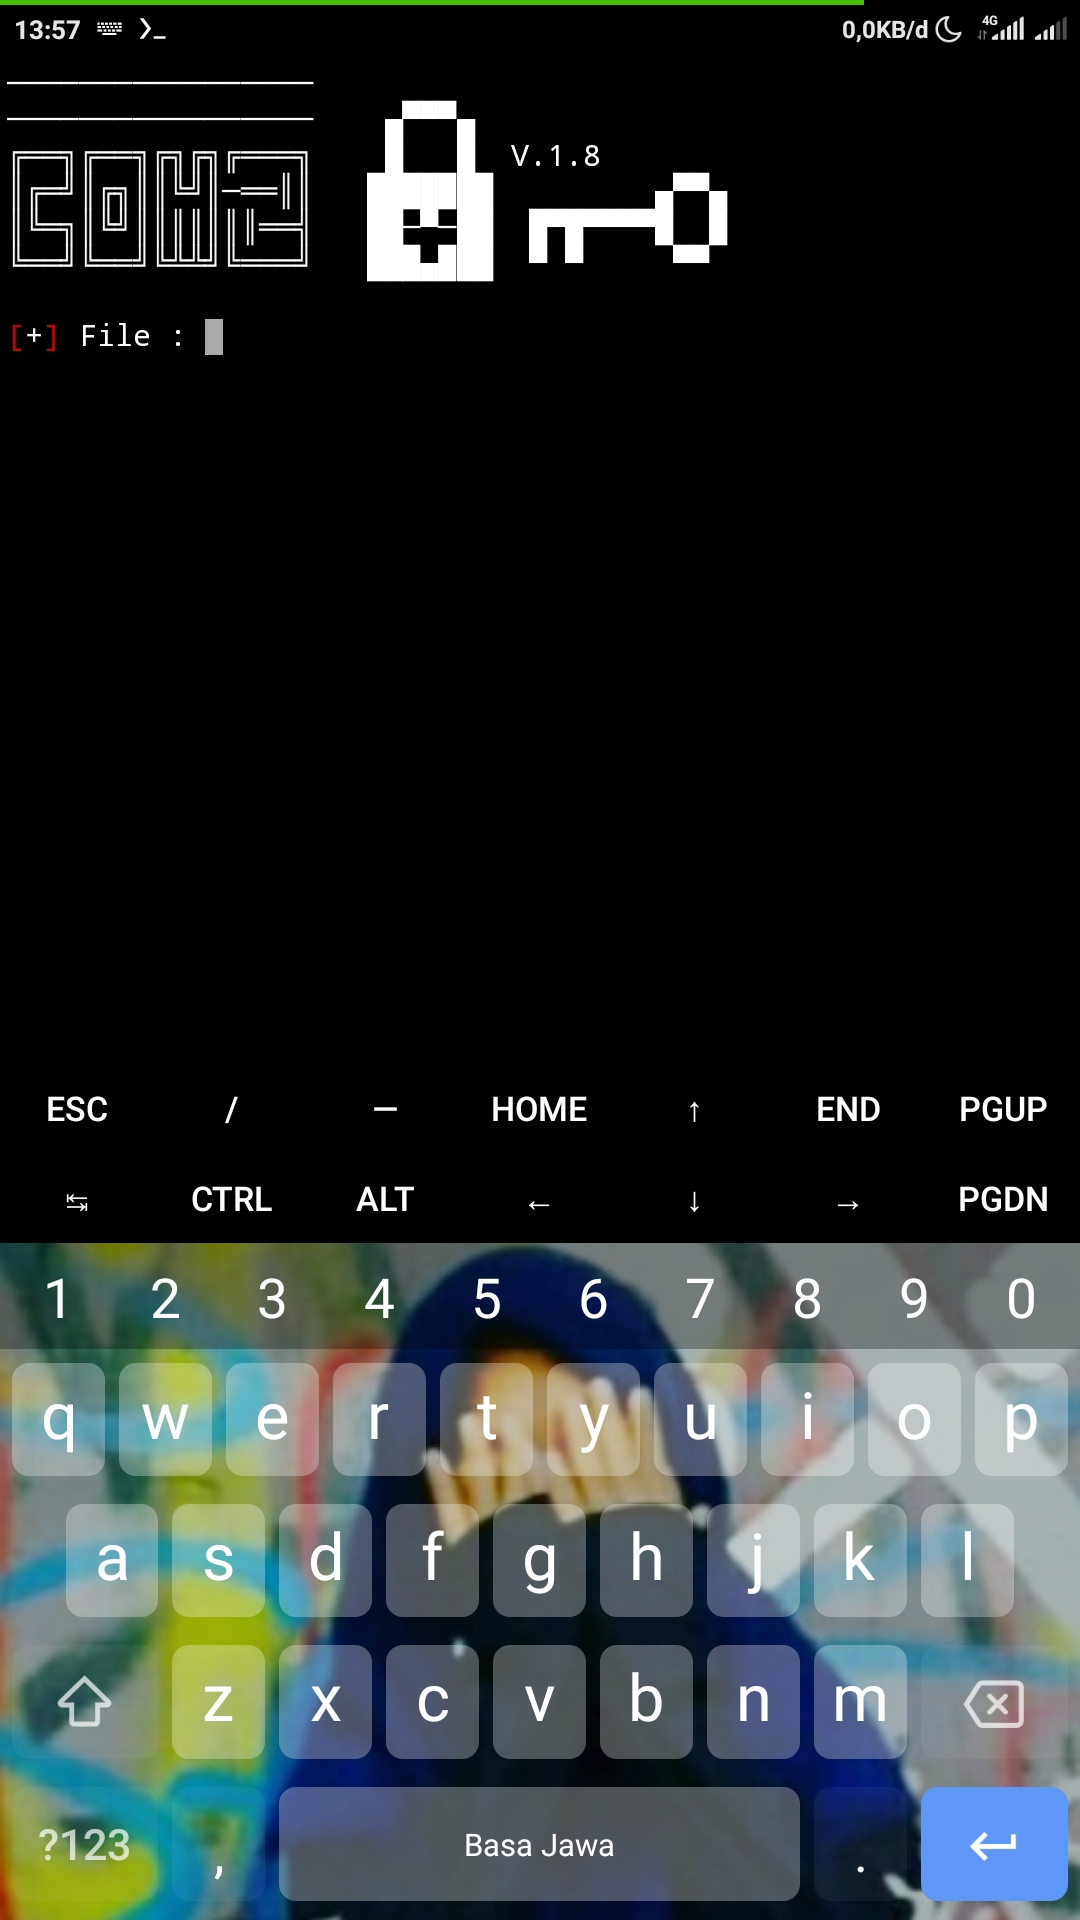 13:57 0,0KB/d 4G
V.1.8
[+] File :
ESC / — HOME ↑ END PGUP
↹ CTRL ALT ← ↓ → PGDN
1 2 3 4 5 6 7 8 9 0
q w e r t y u i o p
a s d f g h j k l
z x c v b n m
?123 , Basa Jawa .